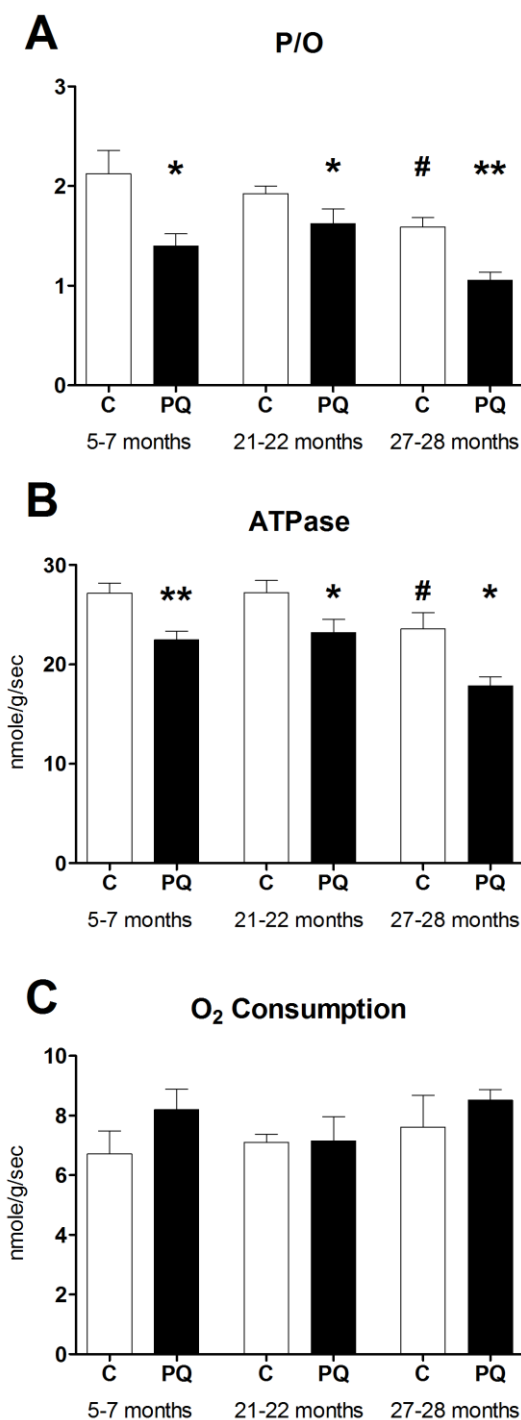 A
P/O
3
2
1
0
* * # **
C PQ C PQ C PQ
5-7 months 21-22 months 27-28 months
B
ATPase
nmole/g/sec
30
20
10
0
** * # *
C PQ C PQ C PQ
5-7 months 21-22 months 27-28 months
C
O₂ Consumption
nmole/g/sec
10
8
6
4
2
0
C PQ C PQ C PQ
5-7 months 21-22 months 27-28 months